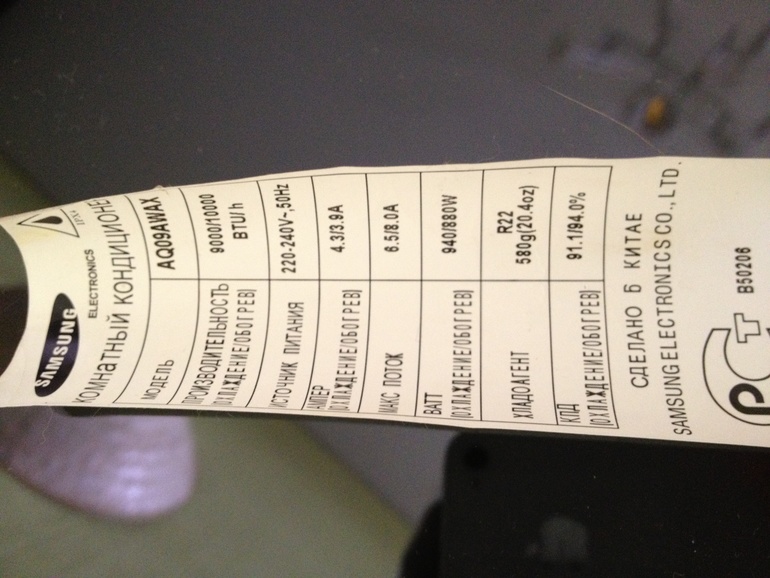 SAMSUNG
ELECTRONICS
IPX4
КОМНАТНЫЙ КОНДИЦИОНЕ
МОДЕЛЬ AQ09AWAX
ПРОИЗВОДИТЕЛЬНОСТЬ 9000/10000
(ОХЛАЖДЕНИЕ/ОБОГРЕВ) BTU/h
ИСТОЧНИК ПИТАНИЯ 220-240V~,50Hz
АМПЕР 4.3/3.9A
(ОХЛАЖДЕНИЕ/ОБОГРЕВ)
МАКС ПОТОК 6.5/8.0A
ВАТТ 940/880W
(ОХЛАЖДЕНИЕ/ОБОГРЕВ)
ХЛАДОАГЕНТ R22
580g(20.4oz)
КПД 91.1/94.0%
(ОХЛАЖДЕНИЕ/ОБОГРЕВ)
СДЕЛАНО Б КИТАЕ
SAMSUNG ELECTRONICS CO., LTD.
В50206